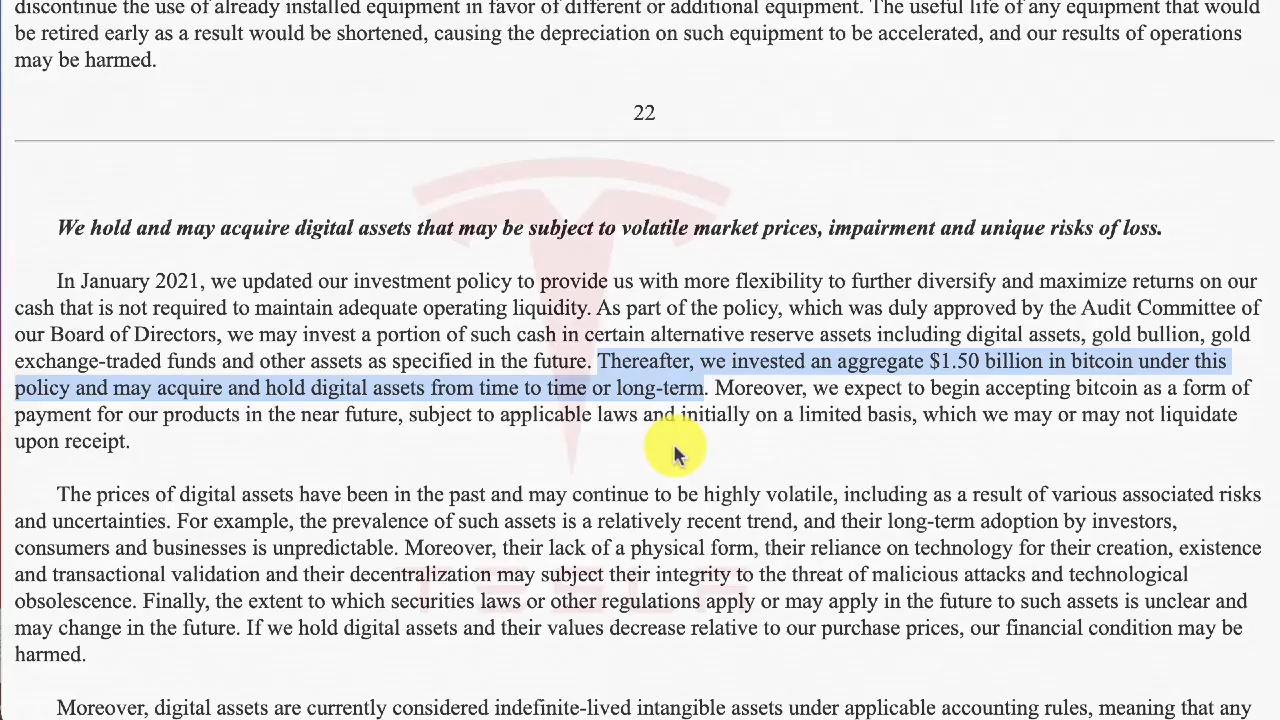 discontinue the use of already installed equipment in favor of different or additional equipment. The useful life of any equipment that would
be retired early as a result would be shortened, causing the depreciation on such equipment to be accelerated, and our results of operations
may be harmed.
22
We hold and may acquire digital assets that may be subject to volatile market prices, impairment and unique risks of loss.
In January 2021, we updated our investment policy to provide us with more flexibility to further diversify and maximize returns on our
cash that is not required to maintain adequate operating liquidity. As part of the policy, which was duly approved by the Audit Committee of
our Board of Directors, we may invest a portion of such cash in certain alternative reserve assets including digital assets, gold bullion, gold
exchange-traded funds and other assets as specified in the future. Thereafter, we invested an aggregate $1.50 billion in bitcoin under this
policy and may acquire and hold digital assets from time to time or long-term. Moreover, we expect to begin accepting bitcoin as a form of
payment for our products in the near future, subject to applicable laws and initially on a limited basis, which we may or may not liquidate
upon receipt.
The prices of digital assets have been in the past and may continue to be highly volatile, including as a result of various associated risks
and uncertainties. For example, the prevalence of such assets is a relatively recent trend, and their long-term adoption by investors,
consumers and businesses is unpredictable. Moreover, their lack of a physical form, their reliance on technology for their creation, existence
and transactional validation and their decentralization may subject their integrity to the threat of malicious attacks and technological
obsolescence. Finally, the extent to which securities laws or other regulations apply or may apply in the future to such assets is unclear and
may change in the future. If we hold digital assets and their values decrease relative to our purchase prices, our financial condition may be
harmed.
Moreover, digital assets are currently considered indefinite-lived intangible assets under applicable accounting rules, meaning that any
TESLA